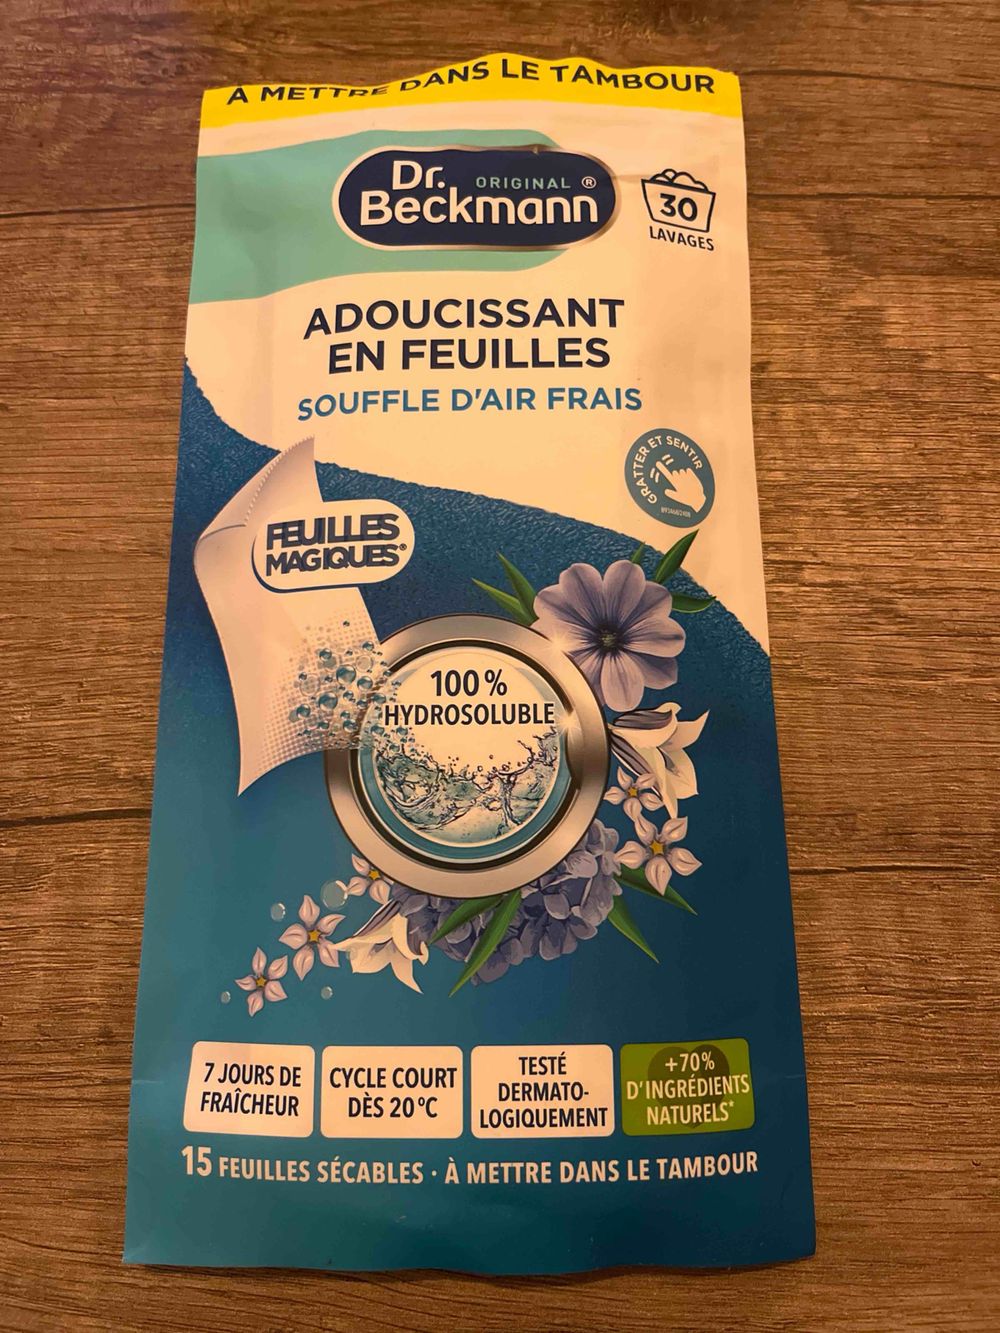 À METTRE DANS LE TAMBOUR
Dr. ORIGINAL ®
Beckmann
30
LAVAGES
ADOUCISSANT
EN FEUILLES
SOUFFLE D'AIR FRAIS
GRATTER ET SENTIR
FEUILLES
MAGIQUES®
100%
HYDROSOLUBLE
7 JOURS DE
FRAÎCHEUR
CYCLE COURT
DÈS 20°C
TESTÉ
DERMATO-
LOGIQUEMENT
+70%
D'INGRÉDIENTS
NATURELS*
15 FEUILLES SÉCABLES · À METTRE DANS LE TAMBOUR